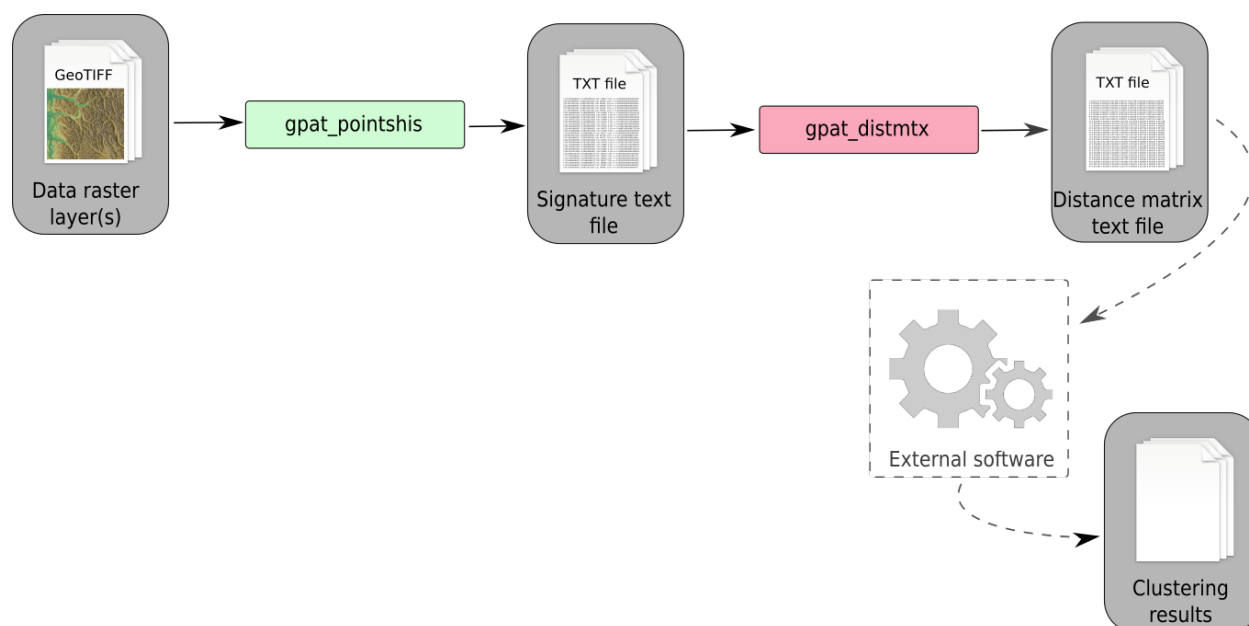 GeoTIFF
Data raster
layer(s)
gpat_pointshis
TXT file
Signature text
file
gpat_distmtx
TXT file
Distance matrix
text file
External software
Clustering
results